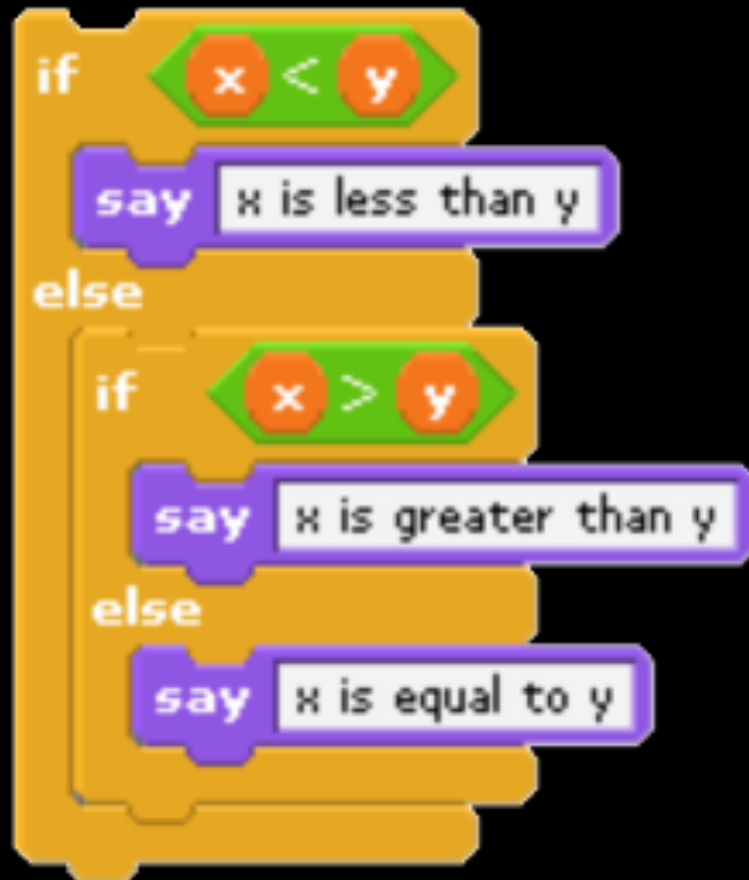 if x < y
say x is less than y
else
if x > y
say x is greater than y
else
say x is equal to y